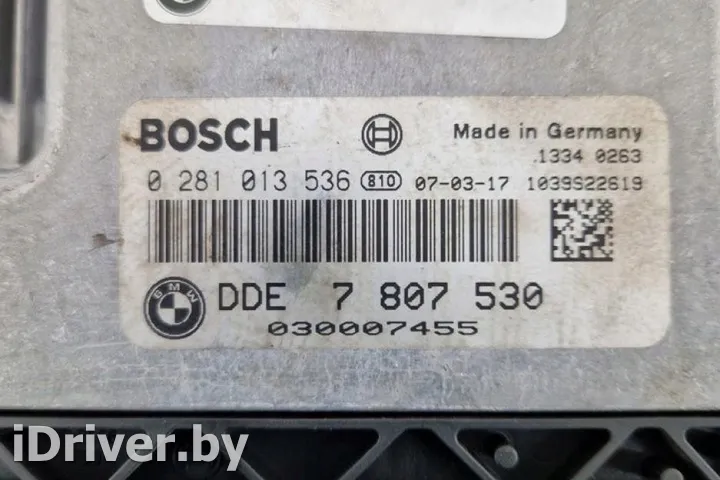 BOSCH
Made in Germany
1334 0263
0 281 013 536 810 07-03-17 1039S22619
BMW
DDE 7 807 530
030007455
iDriver.by